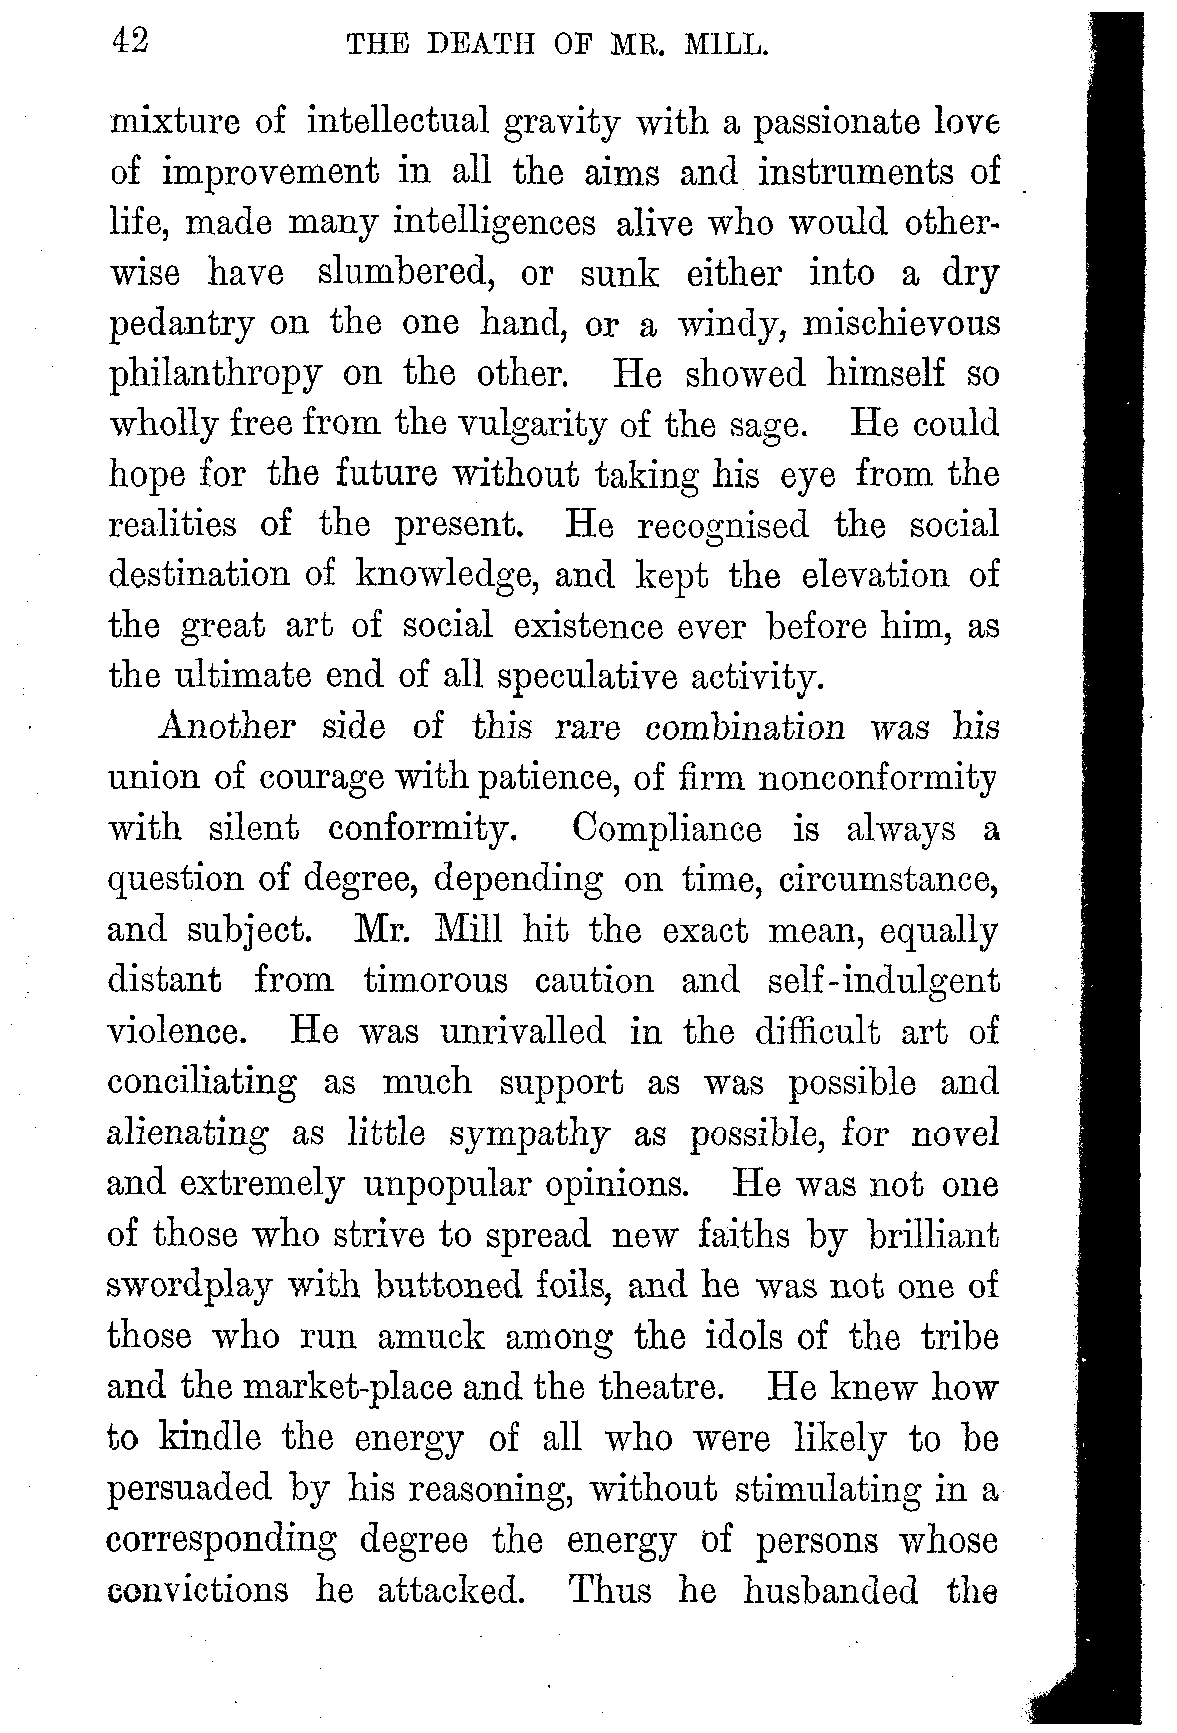 42 THE DEATH OF MR. MILL.
mixture of intellectual gravity with a passionate love
of improvement in all the aims and instruments of
life, made many intelligences alive who would other-
wise have slumbered, or sunk either into a dry
pedantry on the one hand, or a windy, mischievous
philanthropy on the other. He showed himself so
wholly free from the vulgarity of the sage. He could
hope for the future without taking his eye from the
realities of the present. He recognised the social
destination of knowledge, and kept the elevation of
the great art of social existence ever before him, as
the ultimate end of all speculative activity.
Another side of this rare combination was his
union of courage with patience, of firm nonconformity
with silent conformity. Compliance is always a
question of degree, depending on time, circumstance,
and subject. Mr. Mill hit the exact mean, equally
distant from timorous caution and self-indulgent
violence. He was unrivalled in the difficult art of
conciliating as much support as was possible and
alienating as little sympathy as possible, for novel
and extremely unpopular opinions. He was not one
of those who strive to spread new faiths by brilliant
swordplay with buttoned foils, and he was not one of
those who run amuck among the idols of the tribe
and the market-place and the theatre. He knew how
to kindle the energy of all who were likely to be
persuaded by his reasoning, without stimulating in a
corresponding degree the energy of persons whose
convictions he attacked. Thus he husbanded the